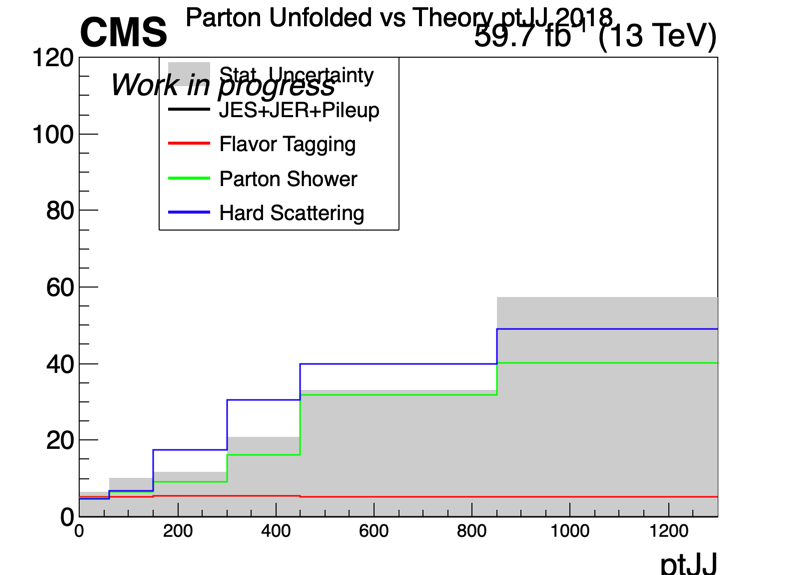 Parton Unfolded vs Theory ptJJ 2018
CMS
59.7 fb⁻¹ (13 TeV)
Work in progress
Stat. Uncertainty
JES+JER+Pileup
Flavor Tagging
Parton Shower
Hard Scattering
120
100
80
60
40
20
0
0 200 400 600 800 1000 1200
ptJJ